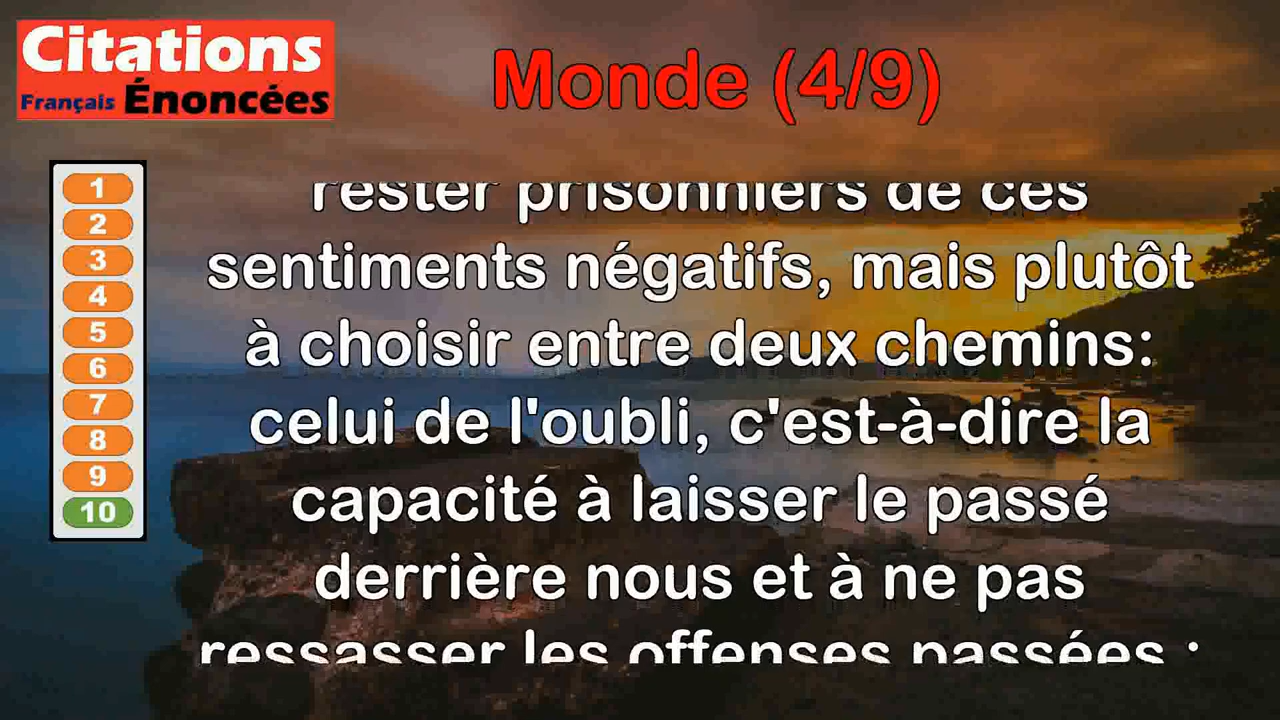 Citations
Français Énoncées
Monde (4/9)
1
2
3
4
5
6
7
8
9
10
rester prisonniers de ces
sentiments négatifs, mais plutôt
à choisir entre deux chemins:
celui de l'oubli, c'est-à-dire la
capacité à laisser le passé
derrière nous et à ne pas
ressasser les offenses passées ;